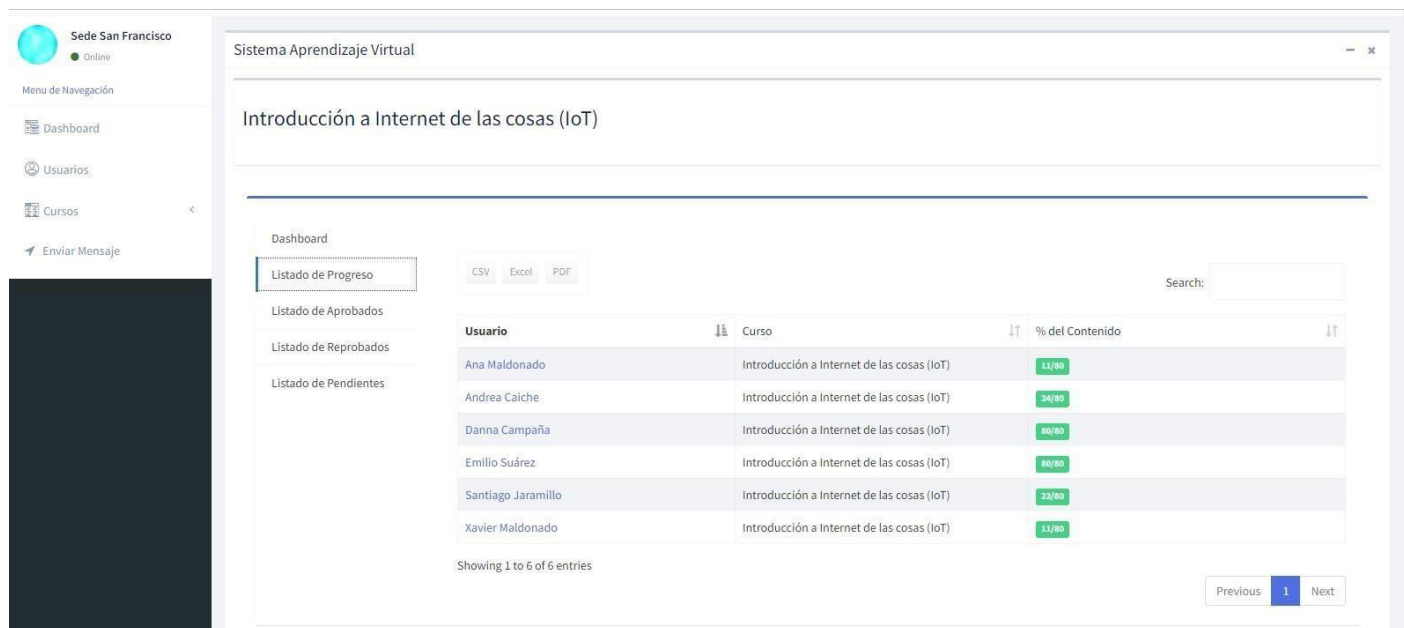 Sede San Francisco
Online
Menu de Navegación
Dashboard
Usuarios
Cursos
Enviar Mensaje
Sistema Aprendizaje Virtual
Introducción a Internet de las cosas (IoT)
Dashboard
Listado de Progreso
Listado de Aprobados
Listado de Reprobados
Listado de Pendientes
CSV Excel PDF
Search:
Usuario Curso % del Contenido
Ana Maldonado Introducción a Internet de las cosas (IoT) 11/80
Andrea Caiche Introducción a Internet de las cosas (IoT) 34/80
Danna Campaña Introducción a Internet de las cosas (IoT) 80/80
Emilio Suárez Introducción a Internet de las cosas (IoT) 80/80
Santiago Jaramillo Introducción a Internet de las cosas (IoT) 23/80
Xavier Maldonado Introducción a Internet de las cosas (IoT) 11/80
Showing 1 to 6 of 6 entries
Previous 1 Next